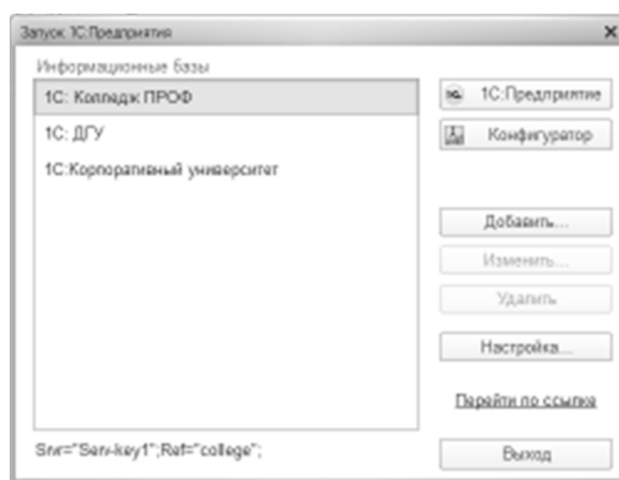 Запуск 1С:Предприятия
Информационные базы
1С: Колледж ПРОФ
1С: ДГУ
1С:Корпоративный университет
1С:Предприятие
Конфигуратор
Добавить...
Изменить...
Удалить
Настройка...
Перейти по ссылке
Srvr="Serv-key1";Ref="college";
Выход